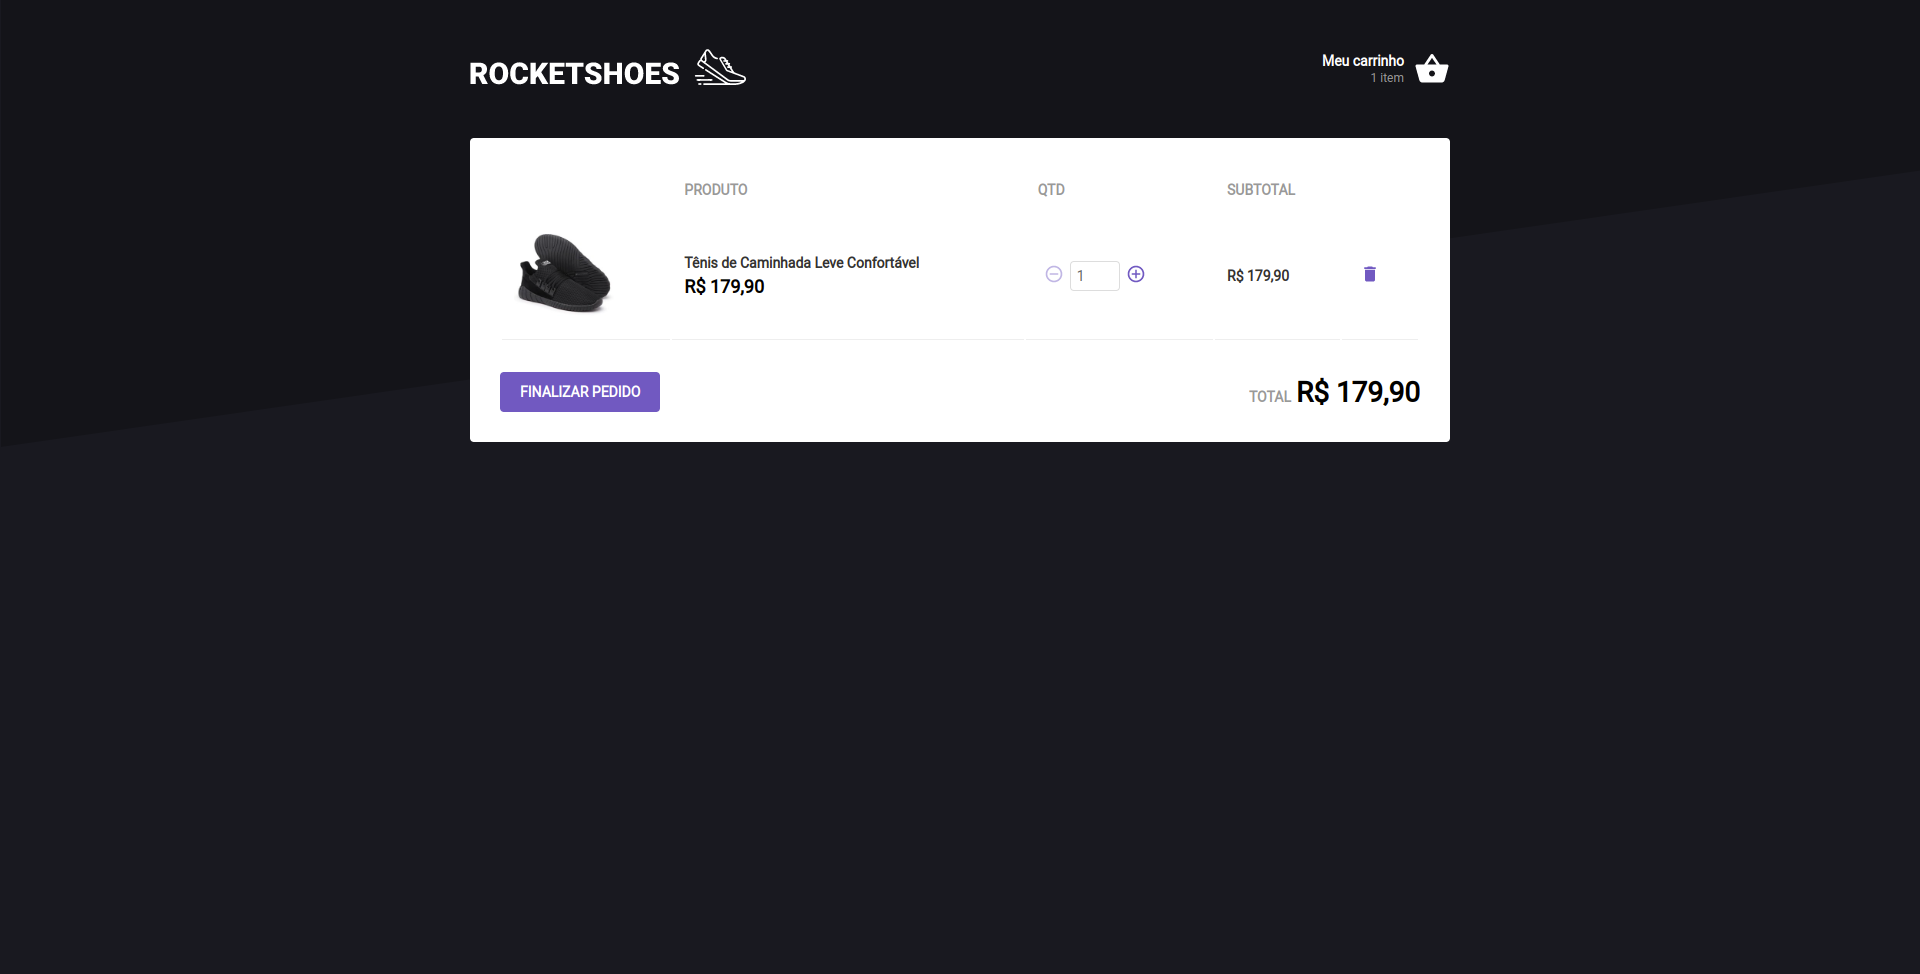 ROCKETSHOES
Meu carrinho
1 item
PRODUTO QTD SUBTOTAL
Tênis de Caminhada Leve Confortável
R$ 179,90
1
R$ 179,90
FINALIZAR PEDIDO
TOTAL R$ 179,90